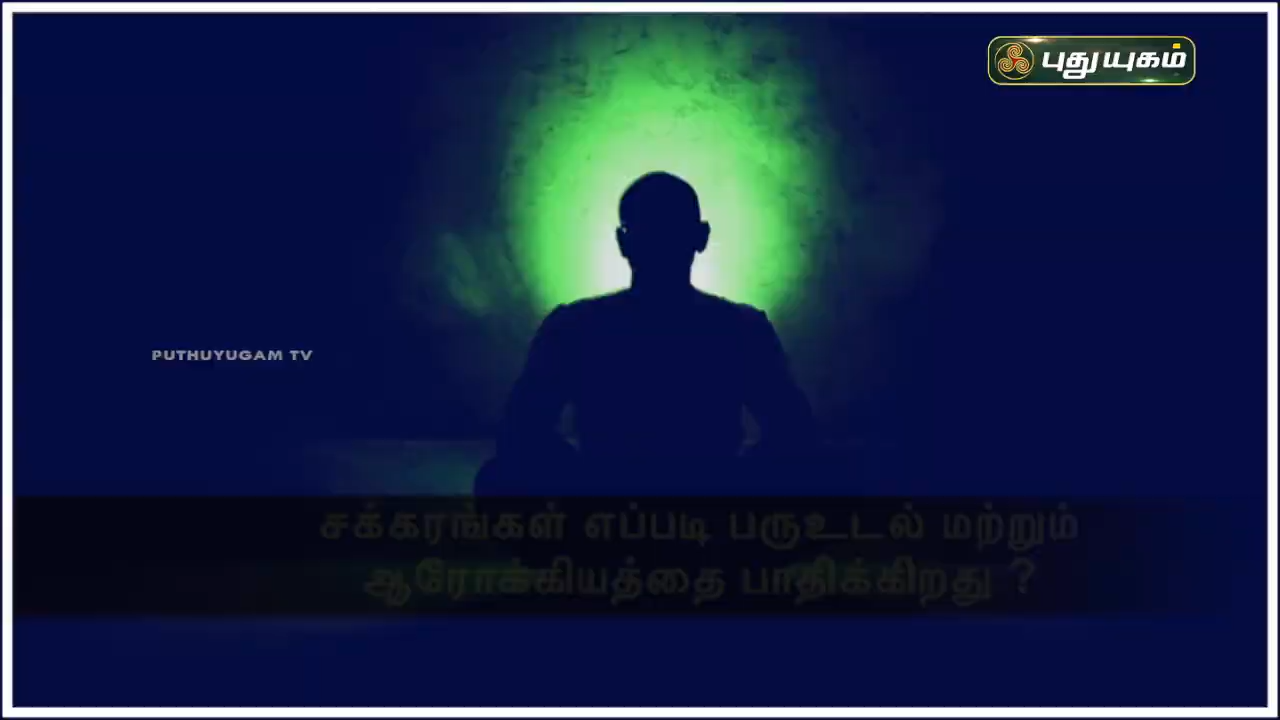 புதுயுகம்
PUTHUYUGAM TV
சக்கரங்கள் எப்படி பருஉடல் மற்றும்
ஆரோக்கியத்தை பாதிக்கிறது ?